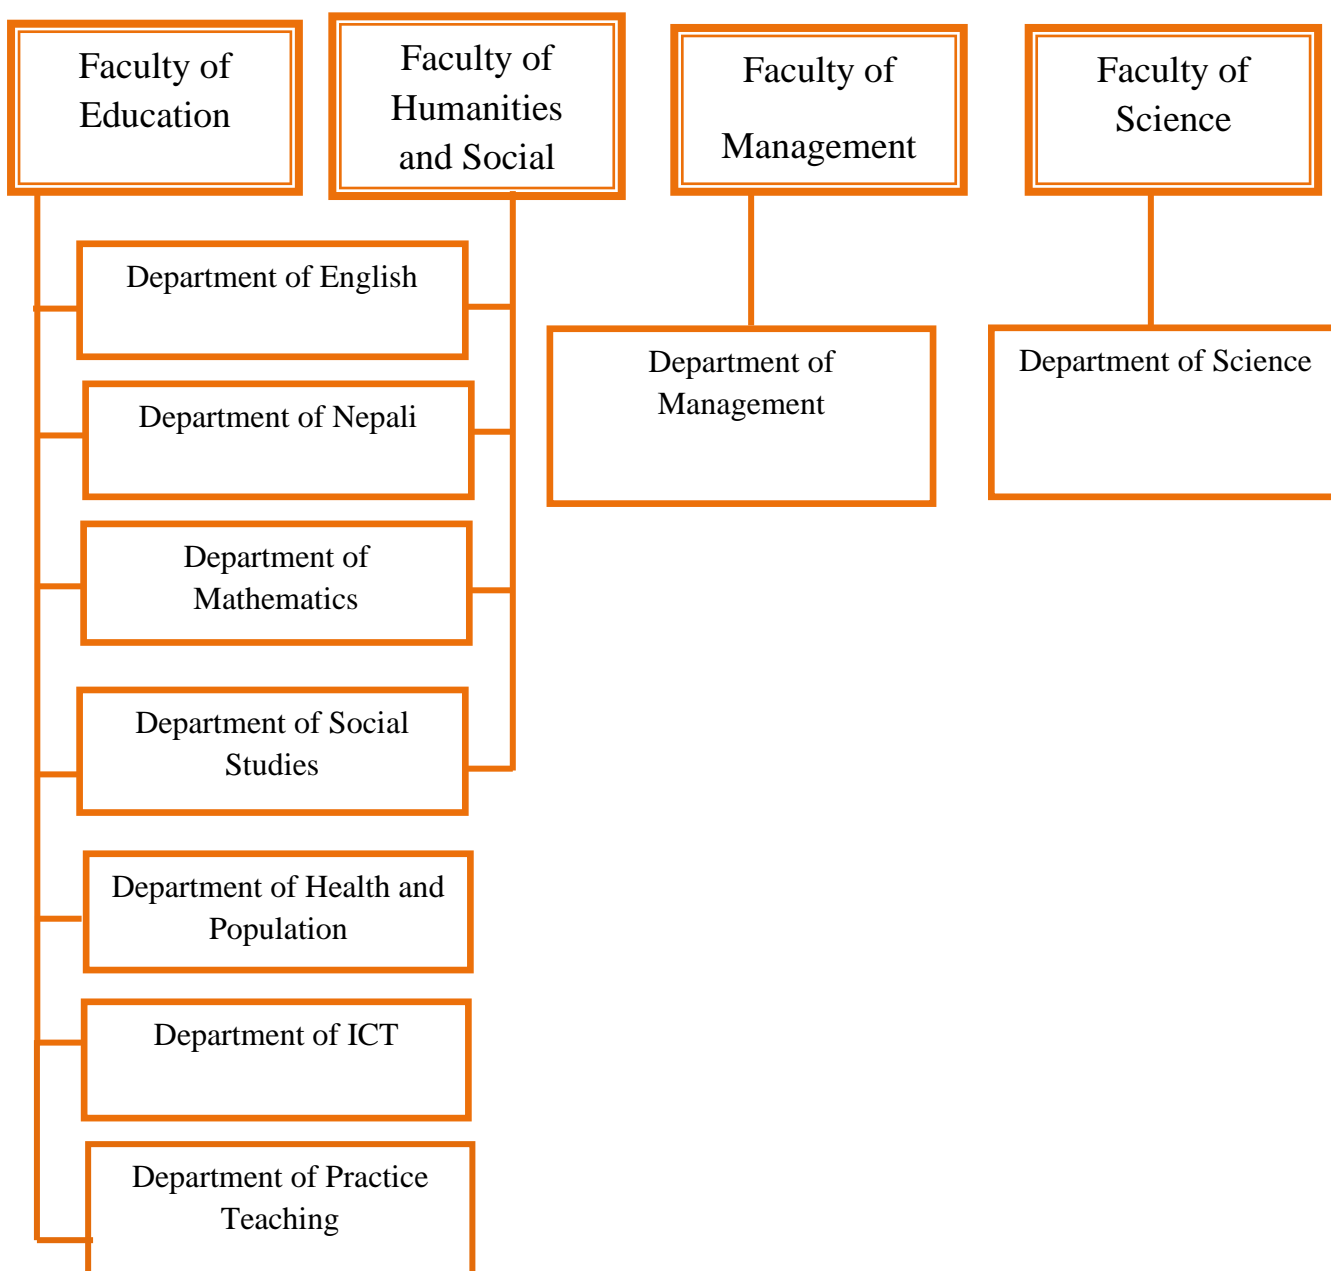 Faculty of
Education
Faculty of
Humanities
and Social
Faculty of
Management
Faculty of
Science
Department of English
Department of Nepali
Department of
Mathematics
Department of Social
Studies
Department of Health and
Population
Department of ICT
Department of Practice
Teaching
Department of
Management
Department of Science